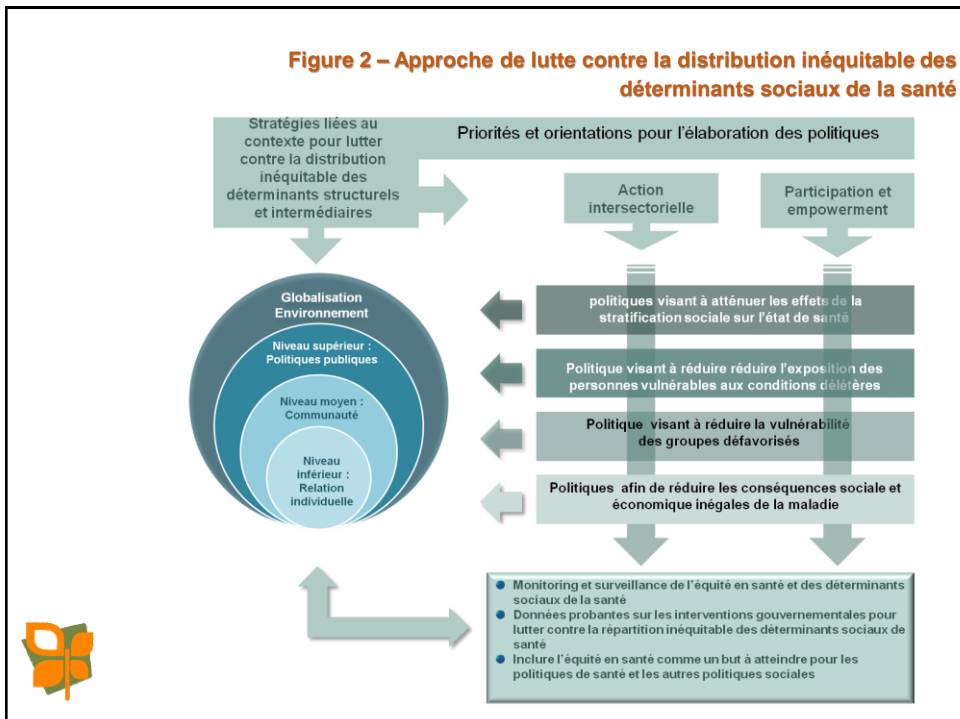 Figure 2 – Approche de lutte contre la distribution inéquitable des
déterminants sociaux de la santé
Stratégies liées au
contexte pour lutter
contre la distribution
inéquitable des
déterminants structurels
et intermédiaires
Priorités et orientations pour l'élaboration des politiques
Action
intersectorielle
Participation et
empowerment
Globalisation
Environnement
Niveau supérieur :
Politiques publiques
Niveau moyen :
Communauté
Niveau
inférieur :
Relation
individuelle
politiques visant à atténuer les effets de la
stratification sociale sur l'état de santé
Politique visant à réduire réduire l'exposition des
personnes vulnérables aux conditions délétères
Politique visant à réduire la vulnérabilité
des groupes défavorisés
Politiques afin de réduire les conséquences sociale et
économique inégales de la maladie
Monitoring et surveillance de l'équité en santé et des déterminants
sociaux de la santé
Données probantes sur les interventions gouvernementales pour
lutter contre la répartition inéquitable des déterminants sociaux de
santé
Inclure l'équité en santé comme un but à atteindre pour les
politiques de santé et les autres politiques sociales